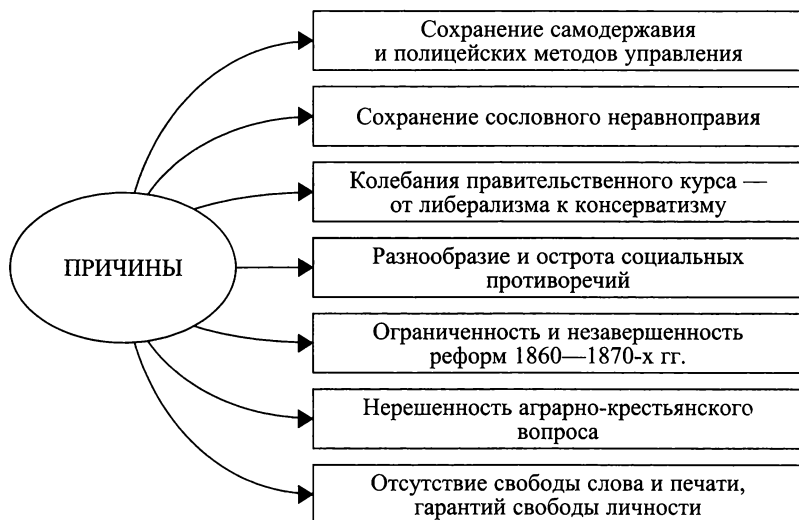 Сохранение самодержавия
и полицейских методов управления
Сохранение сословного неравноправия
Колебания правительственного курса —
от либерализма к консерватизму
ПРИЧИНЫ
Разнообразие и острота социальных
противоречий
Ограниченность и незавершенность
реформ 1860—1870-х гг.
Нерешенность аграрно-крестьянского
вопроса
Отсутствие свободы слова и печати,
гарантий свободы личности